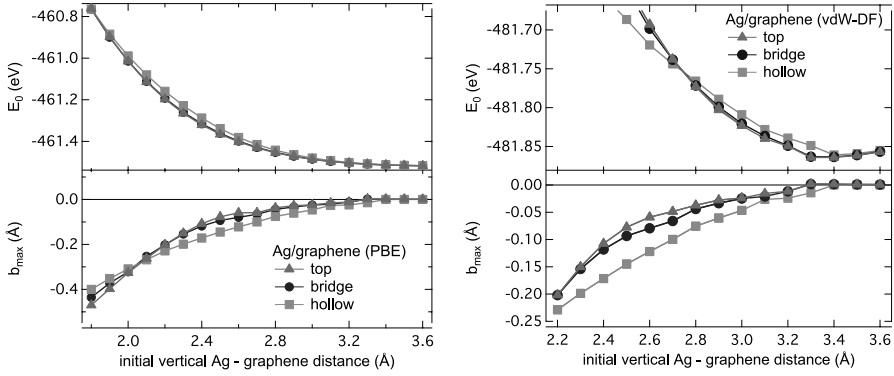 -460.8
-461.0
-461.2
-461.4
E0 (eV)
0.0
-0.2
-0.4
bmax (Å)
Ag/graphene (PBE)
top
bridge
hollow
2.0 2.4 2.8 3.2 3.6
initial vertical Ag - graphene distance (Å)
-481.70
-481.75
-481.80
-481.85
E0 (eV)
Ag/graphene (vdW-DF)
top
bridge
hollow
0.00
-0.05
-0.10
-0.15
-0.20
-0.25
bmax (Å)
2.2 2.4 2.6 2.8 3.0 3.2 3.4 3.6
initial vertical Ag - graphene distance (Å)